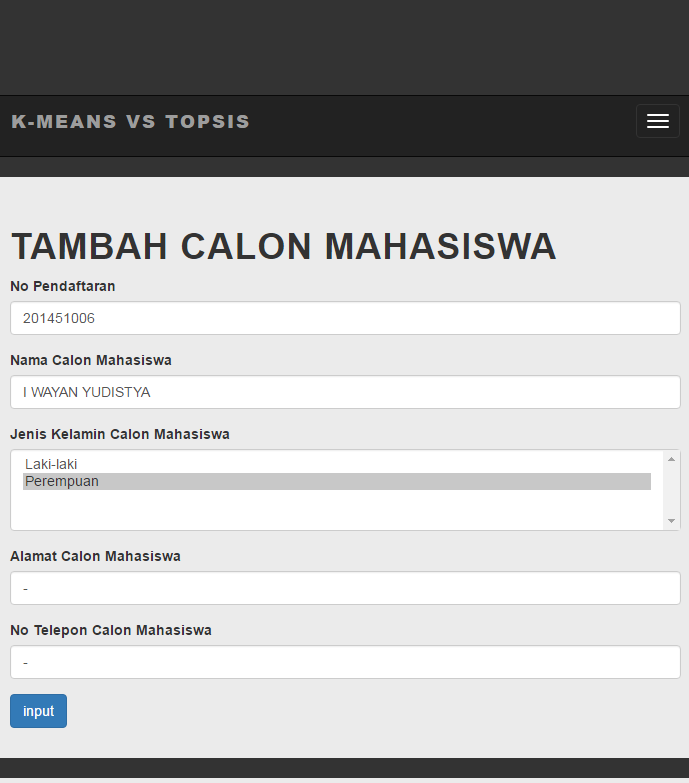 K-MEANS VS TOPSIS
TAMBAH CALON MAHASISWA
No Pendaftaran
201451006
Nama Calon Mahasiswa
I WAYAN YUDISTYA
Jenis Kelamin Calon Mahasiswa
Laki-laki
Perempuan
Alamat Calon Mahasiswa
-
No Telepon Calon Mahasiswa
-
input